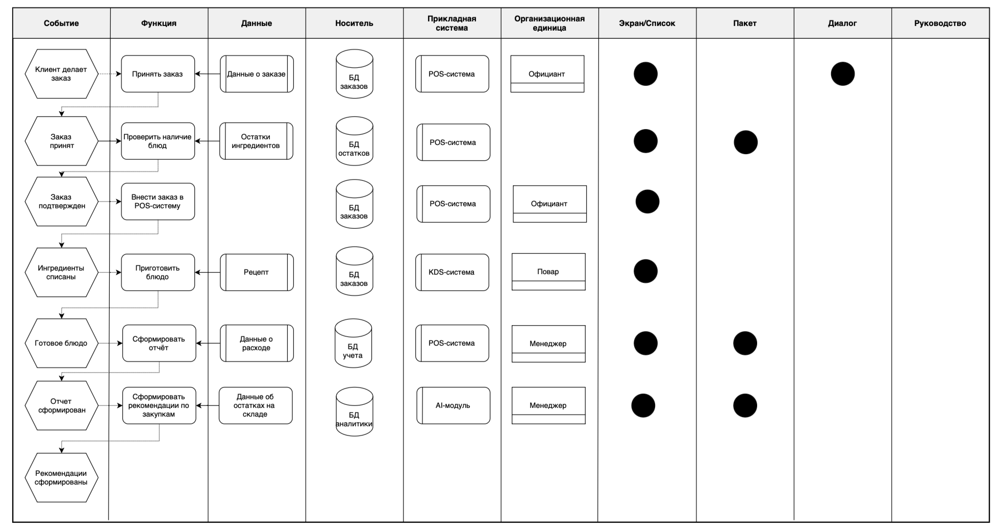 Событие
Функция
Данные
Носитель
Прикладная
система
Организационная
единица
Экран/Список
Пакет
Диалог
Руководство
Клиент делает
заказ
Принять заказ
Данные о заказе
БД
заказов
POS-система
Официант
Заказ
принят
Проверить наличие
блюд
Остатки
ингредиентов
БД
остатков
POS-система
Заказ
подтвержден
Внести заказ в
POS-систему
БД
заказов
POS-система
Официант
Ингредиенты
списаны
Приготовить
блюдо
Рецепт
БД
заказов
KDS-система
Повар
Готовое блюдо
Сформировать
отчёт
Данные о
расходе
БД
учета
POS-система
Менеджер
Отчет
сформирован
Сформировать
рекомендации по
закупкам
Данные об
остатках на
складе
БД
аналитики
AI-модуль
Менеджер
Рекомендации
сформированы